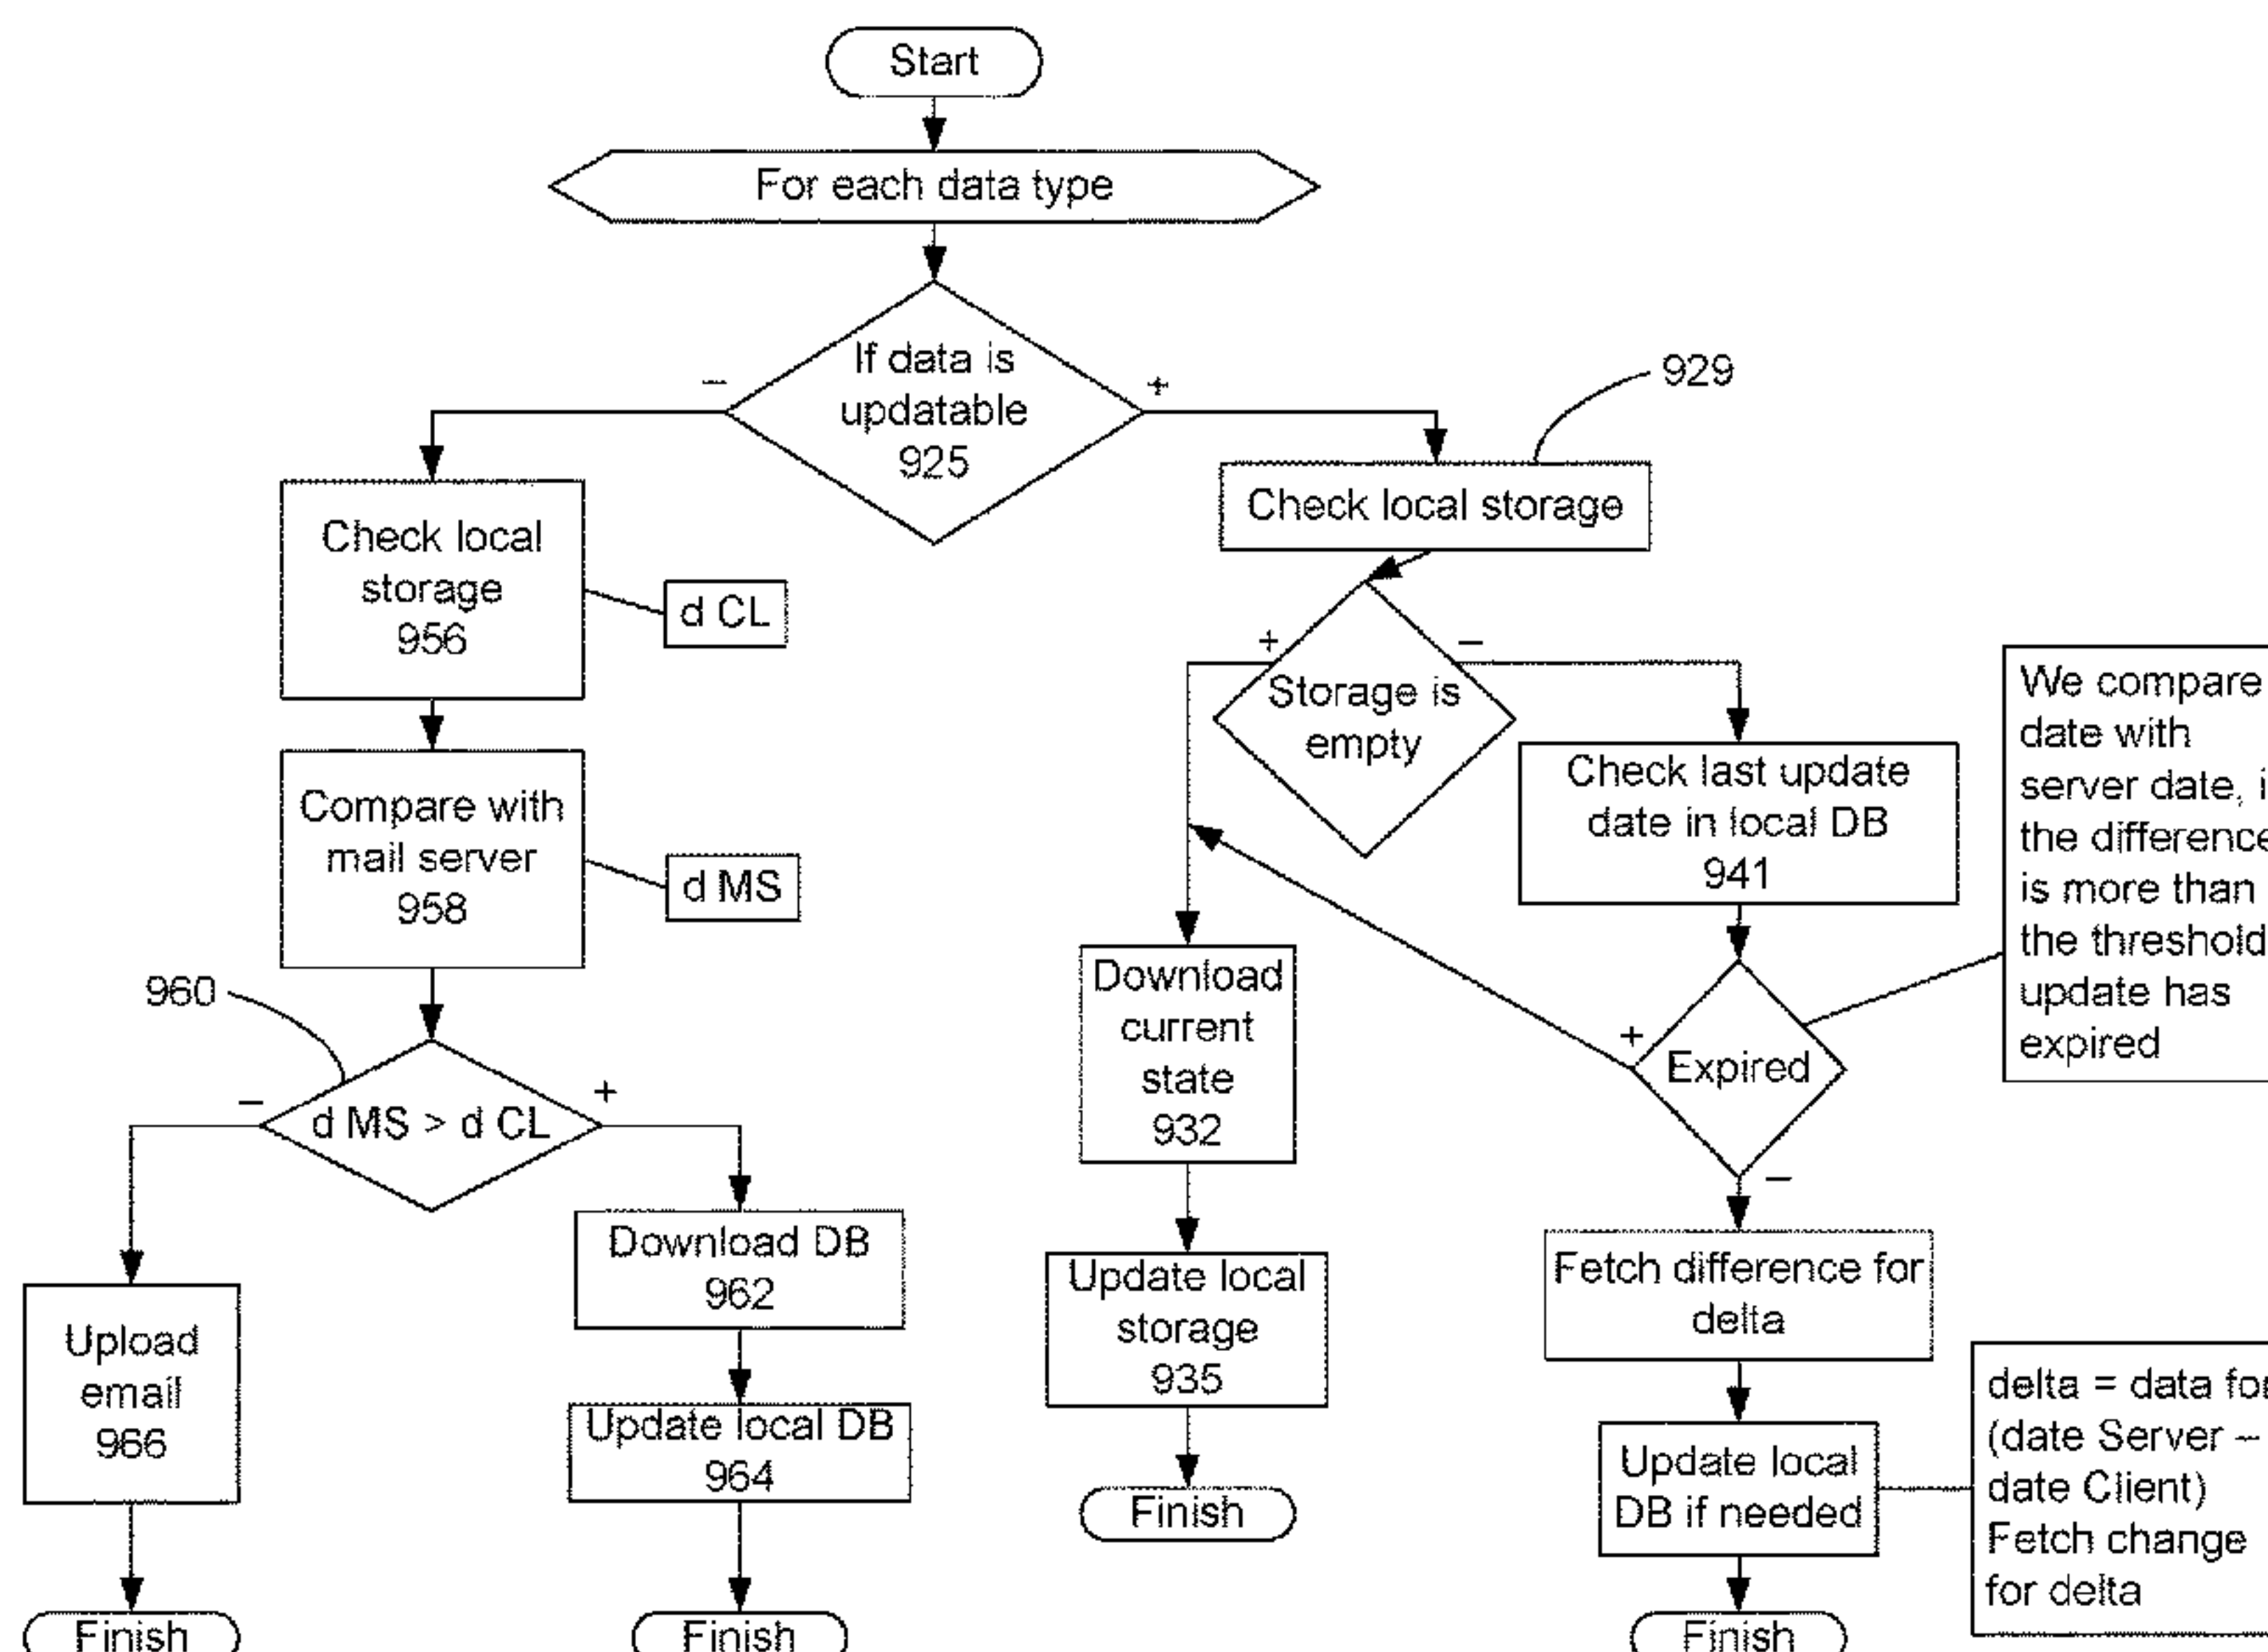 Start
For each data type
If data is
updatable
925
–
+
929
Check local storage
Check local
storage
956
d CL
Storage is
empty
+
–
Compare with
mail server
958
d MS
Check last update
date in local DB
941
We compare
date with
server date,
the difference
is more than
the threshold
update has
expired
960
d MS > d CL
–
+
Download
current
state
932
Expired
+
–
Download DB
962
Update local
storage
935
Fetch difference for
delta
Upload
email
966
Update local DB
964
Finish
Update local
DB if needed
delta = data for
(date Server –
date Client)
Fetch change
for delta
Finish
Finish
Finish